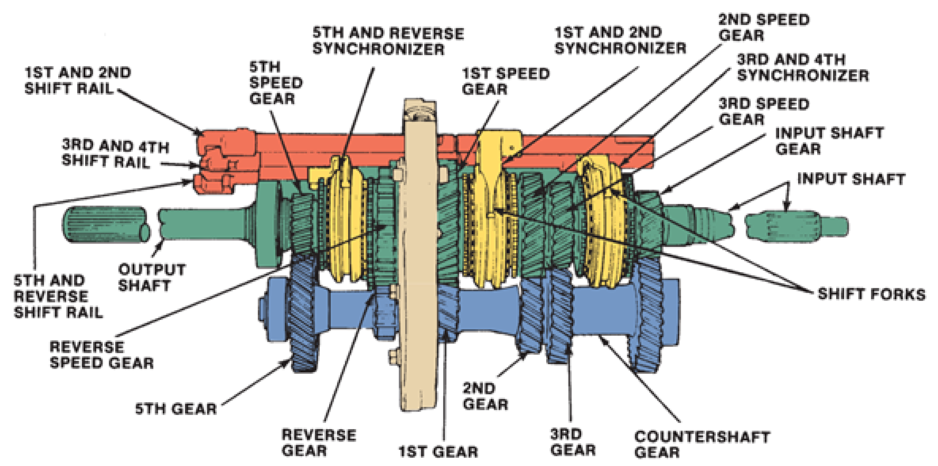 5TH AND REVERSE
SYNCHRONIZER
1ST AND 2ND
SYNCHRONIZER
2ND SPEED
GEAR
1ST AND 2ND
SHIFT RAIL
5TH
SPEED
GEAR
1ST SPEED
GEAR
3RD AND 4TH
SYNCHRONIZER
3RD SPEED
GEAR
3RD AND 4TH
SHIFT RAIL
INPUT SHAFT
GEAR
INPUT SHAFT
5TH AND
REVERSE
SHIFT RAIL
OUTPUT
SHAFT
SHIFT FORKS
REVERSE
SPEED GEAR
5TH GEAR
REVERSE
GEAR
1ST GEAR
2ND
GEAR
3RD
GEAR
COUNTERSHAFT
GEAR